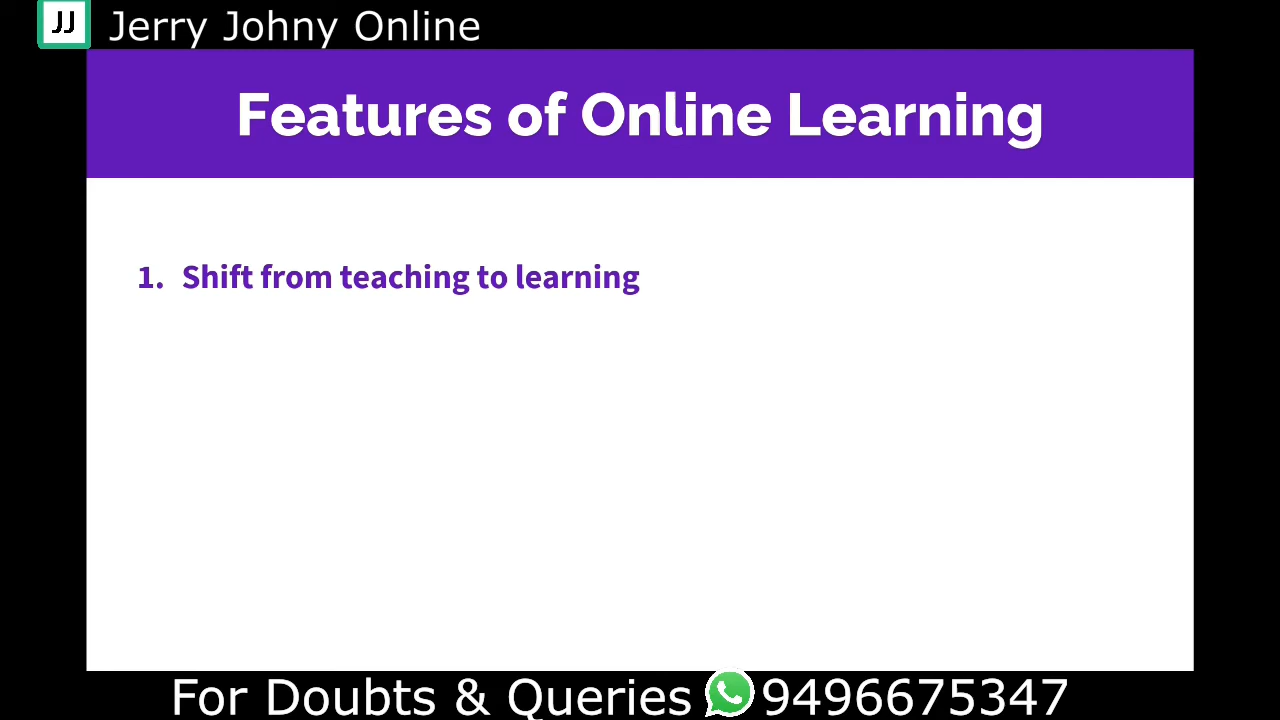 JJ Jerry Johny Online
Features of Online Learning
1. Shift from teaching to learning
For Doubts & Queries 9496675347